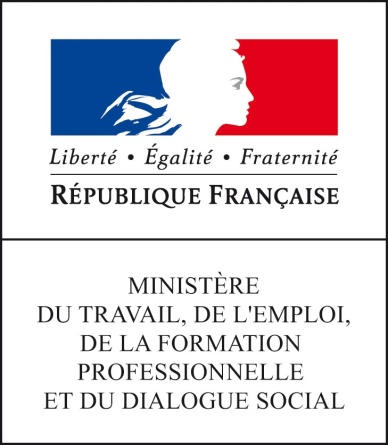 Liberté • Égalité • Fraternité
RÉPUBLIQUE FRANÇAISE
MINISTÈRE
DU TRAVAIL, DE L'EMPLOI,
DE LA FORMATION
PROFESSIONNELLE
ET DU DIALOGUE SOCIAL